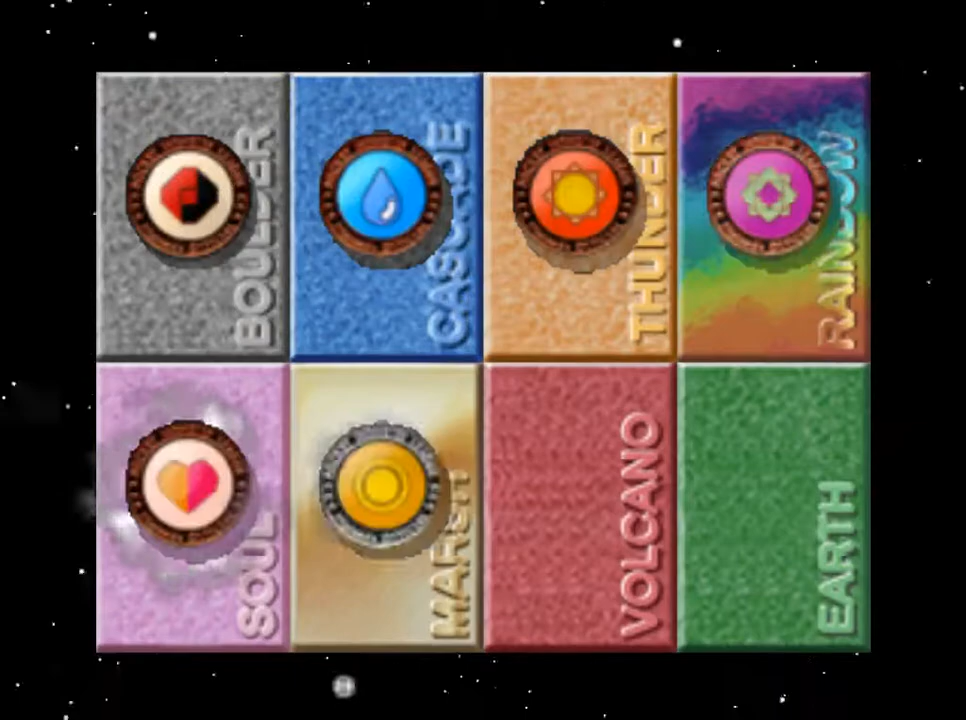 BOULDER
CASCADE
THUNDER
RAINBOW
SOUL
MARSH
VOLCANO
EARTH